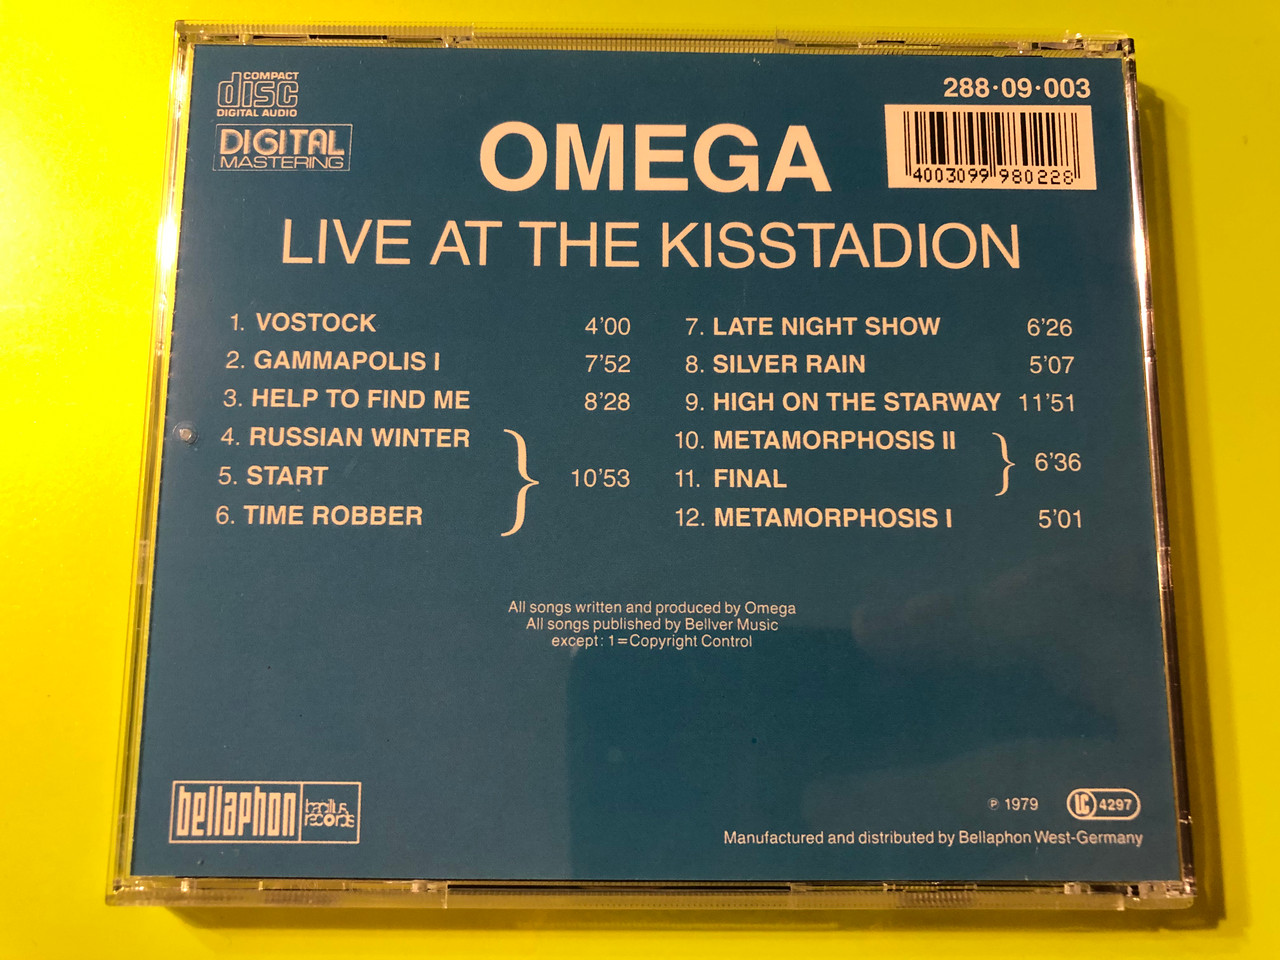 COMPACT
disc
DIGITAL AUDIO
DIGITAL
MASTERING
288·09·003
4003099 980228
OMEGA
LIVE AT THE KISSTADION
1. VOSTOCK 4'00
2. GAMMAPOLIS I 7'52
3. HELP TO FIND ME 8'28
4. RUSSIAN WINTER
5. START 10'53
6. TIME ROBBER
7. LATE NIGHT SHOW 6'26
8. SILVER RAIN 5'07
9. HIGH ON THE STARWAY 11'51
10. METAMORPHOSIS II
6'36
11. FINAL
12. METAMORPHOSIS I 5'01
All songs written and produced by Omega
All songs published by Bellver Music
except: 1=Copyright Control
bellaphon
bacillus
records
℗ 1979
LC 4297
Manufactured and distributed by Bellaphon West-Germany